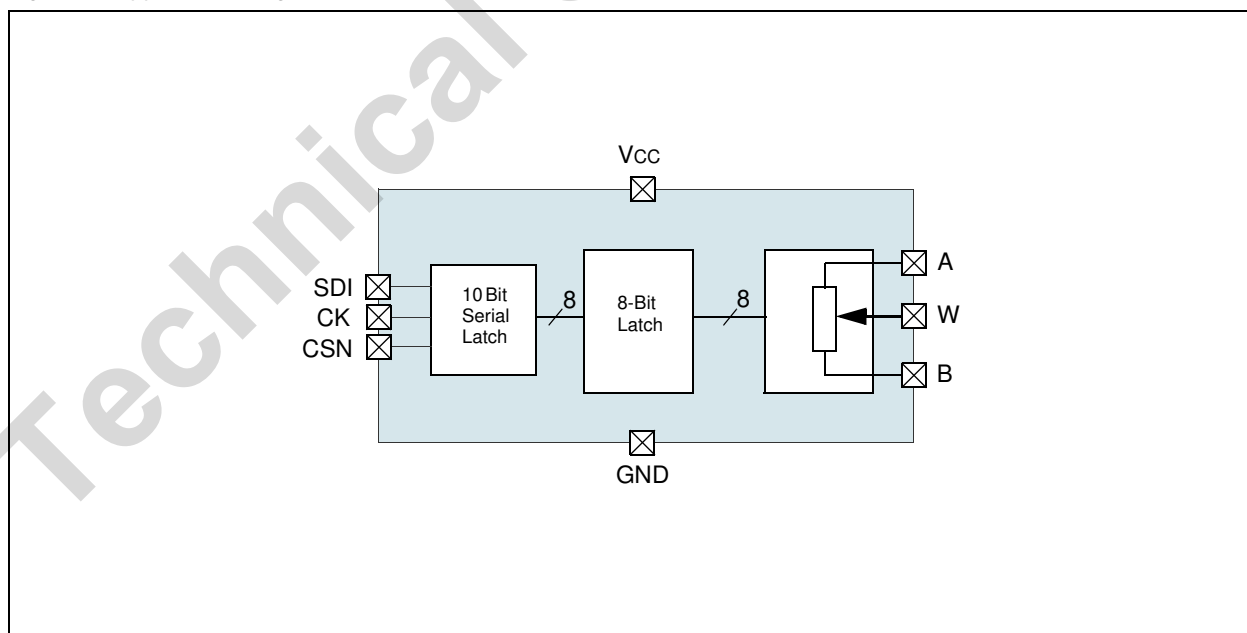 Technical
VCC
SDI
CK
CSN
10 Bit
Serial
Latch
8
8-Bit
Latch
8
A
W
B
GND